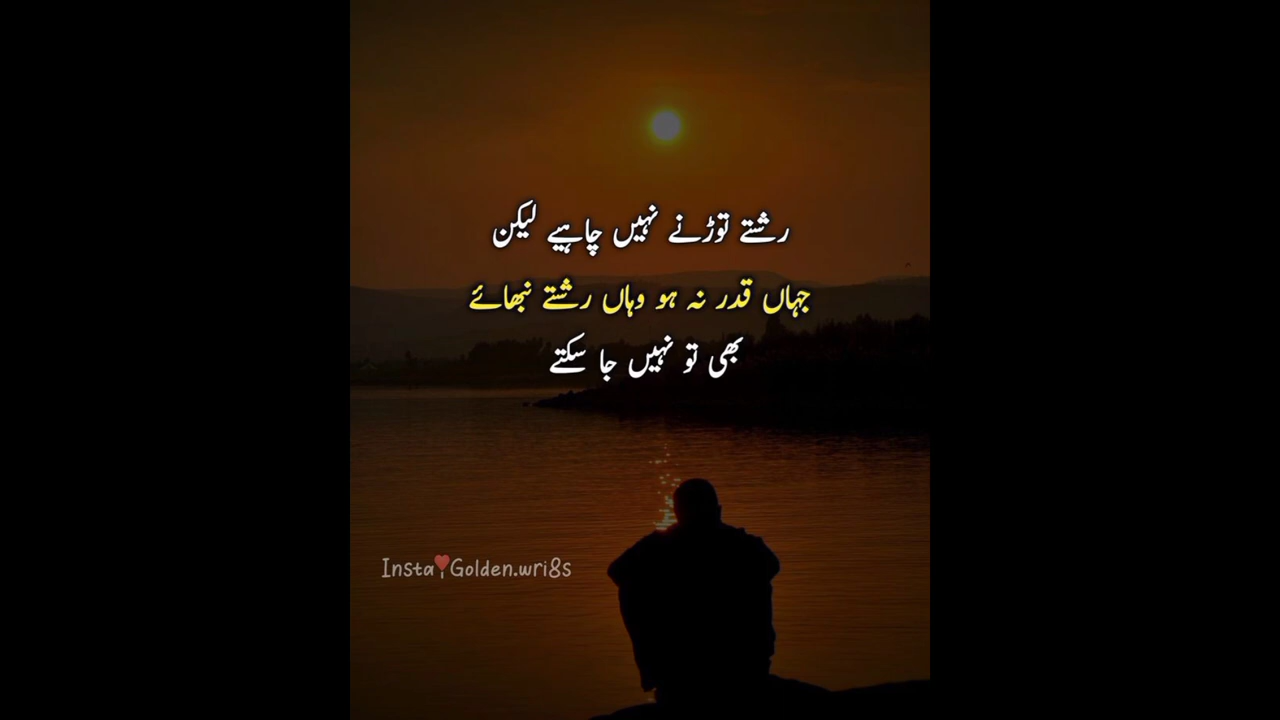 رشتے توڑنے نہیں چاہیے لیکن
جہاں قدر نہ ہو وہاں رشتے نبھائے
بھی تو نہیں جا سکتے
Insta Golden.wri8s